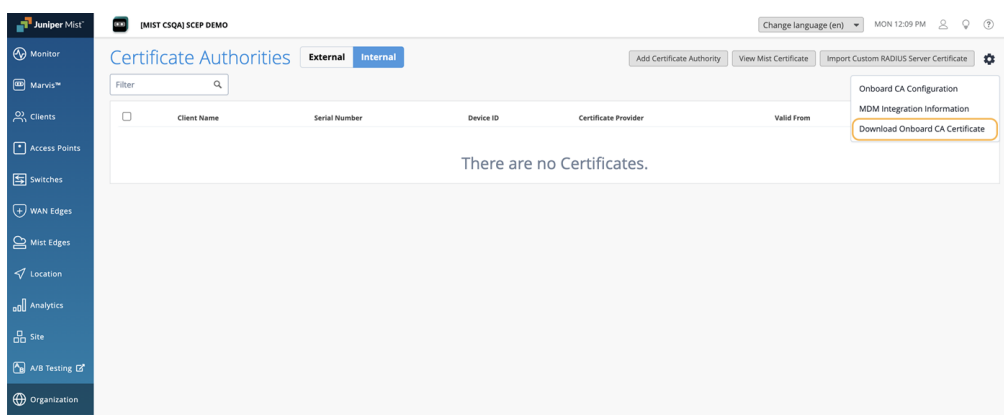 Juniper Mist™
[MIST CSQA] SCEP DEMO
Change language (en)
MON 12:09 PM
Monitor
Marvis™
Clients
Access Points
Switches
WAN Edges
Mist Edges
Location
Analytics
Site
A/B Testing
Organization
Certificate Authorities
External
Internal
Add Certificate Authority
View Mist Certificate
Import Custom RADIUS Server Certificate
Filter
Onboard CA Configuration
MDM Integration Information
Download Onboard CA Certificate
Client Name
Serial Number
Device ID
Certificate Provider
Valid From
There are no Certificates.